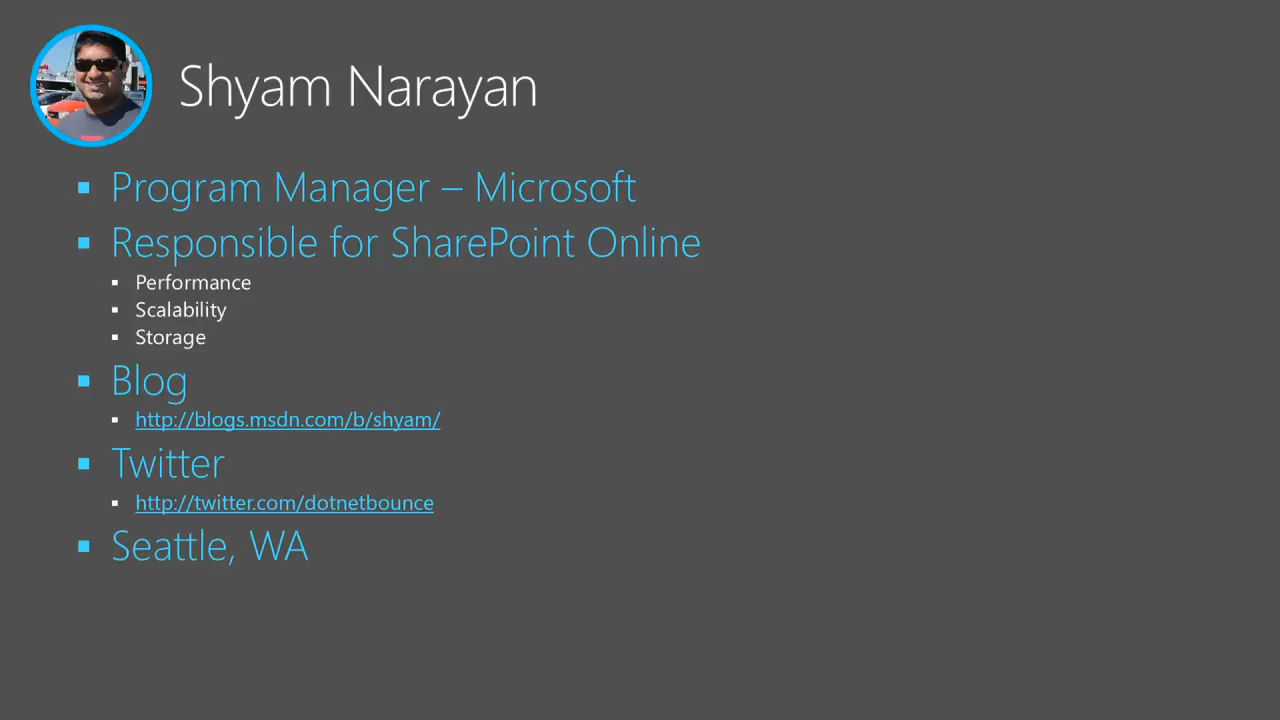 Shyam Narayan
Program Manager – Microsoft
Responsible for SharePoint Online
Performance
Scalability
Storage
Blog
http://blogs.msdn.com/b/shyam/
Twitter
http://twitter.com/dotnetbounce
Seattle, WA